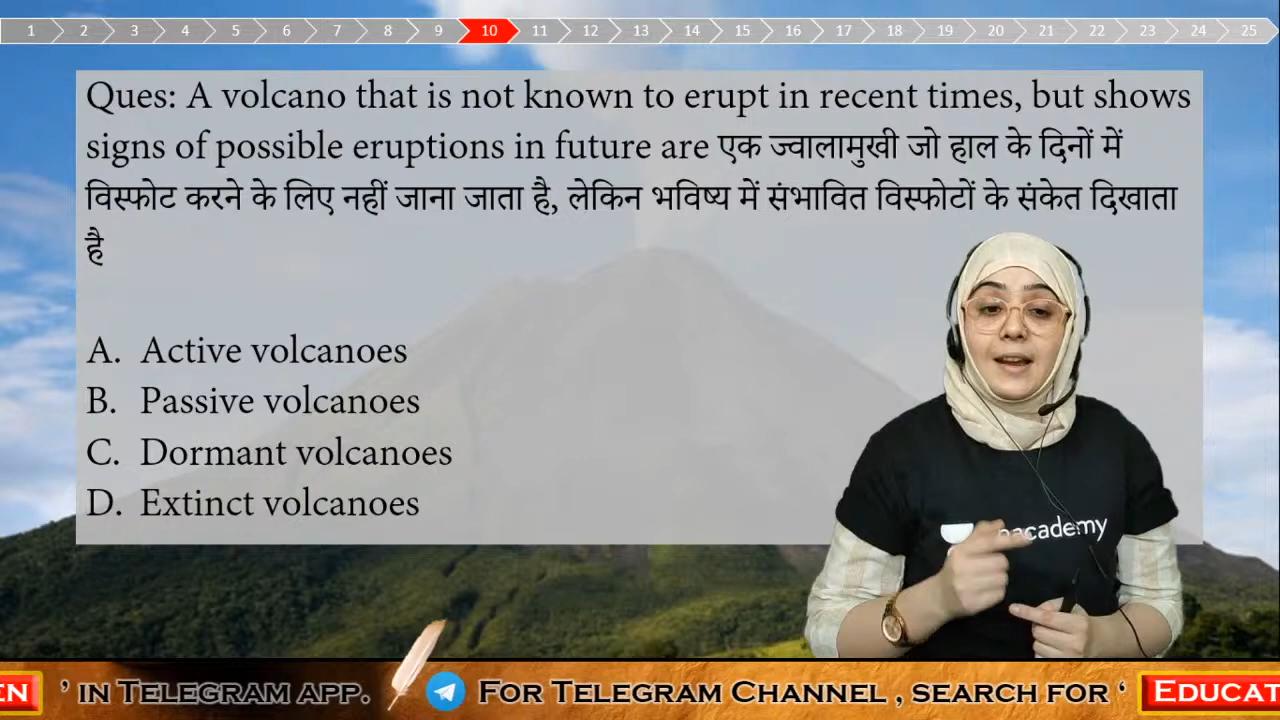 1 2 3 4 5 6 7 8 9 10 11 12 13 14 15 16 17 18 19 20 21 22 23 24 25
Ques: A volcano that is not known to erupt in recent times, but shows
signs of possible eruptions in future are एक ज्वालामुखी जो हाल के दिनों में
विस्फोट करने के लिए नहीं जाना जाता है, लेकिन भविष्य में संभावित विस्फोटों के संकेत दिखाता
है
A. Active volcanoes
B. Passive volcanoes
C. Dormant volcanoes
D. Extinct volcanoes
’ IN TELEGRAM APP. FOR TELEGRAM CHANNEL , SEARCH FOR ‘